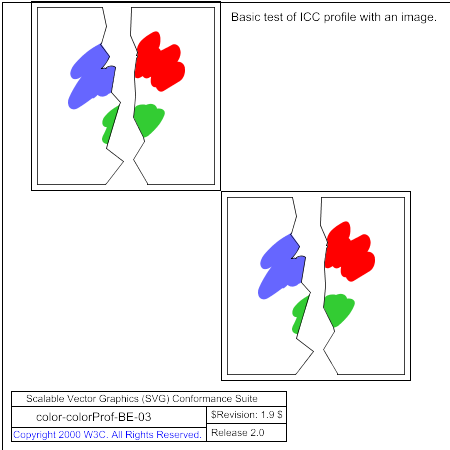 Basic test of ICC profile with an image.
Scalable Vector Graphics (SVG) Conformance Suite
color-colorProf-BE-03
$Revision: 1.9 $
Copyright 2000 W3C. All Rights Reserved.
Release 2.0